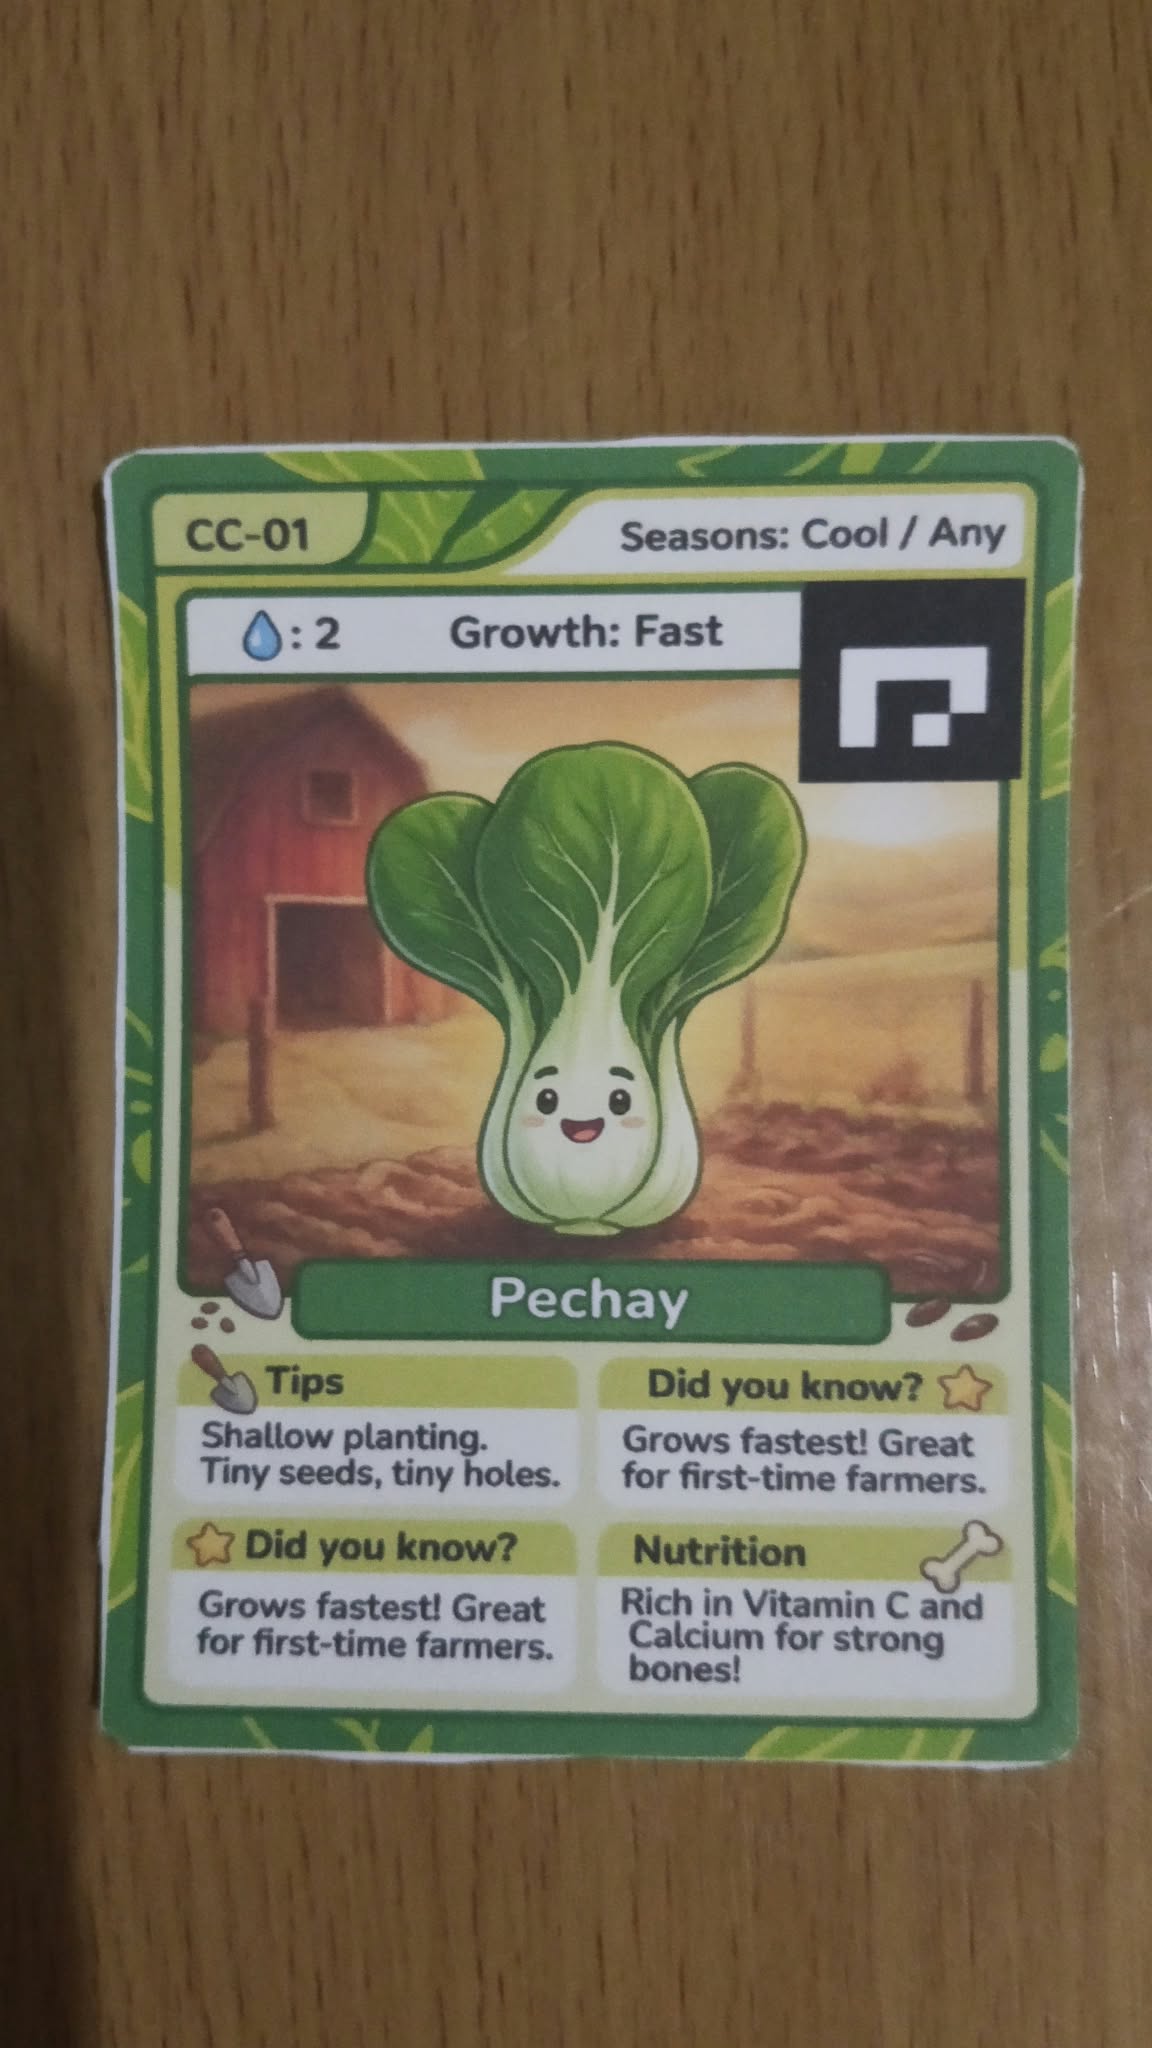 CC-01
Seasons: Cool / Any
: 2
Growth: Fast
Pechay
Tips
Shallow planting.
Tiny seeds, tiny holes.
Did you know?
Grows fastest! Great
for first-time farmers.
Did you know?
Grows fastest! Great
for first-time farmers.
Nutrition
Rich in Vitamin C and
Calcium for strong
bones!